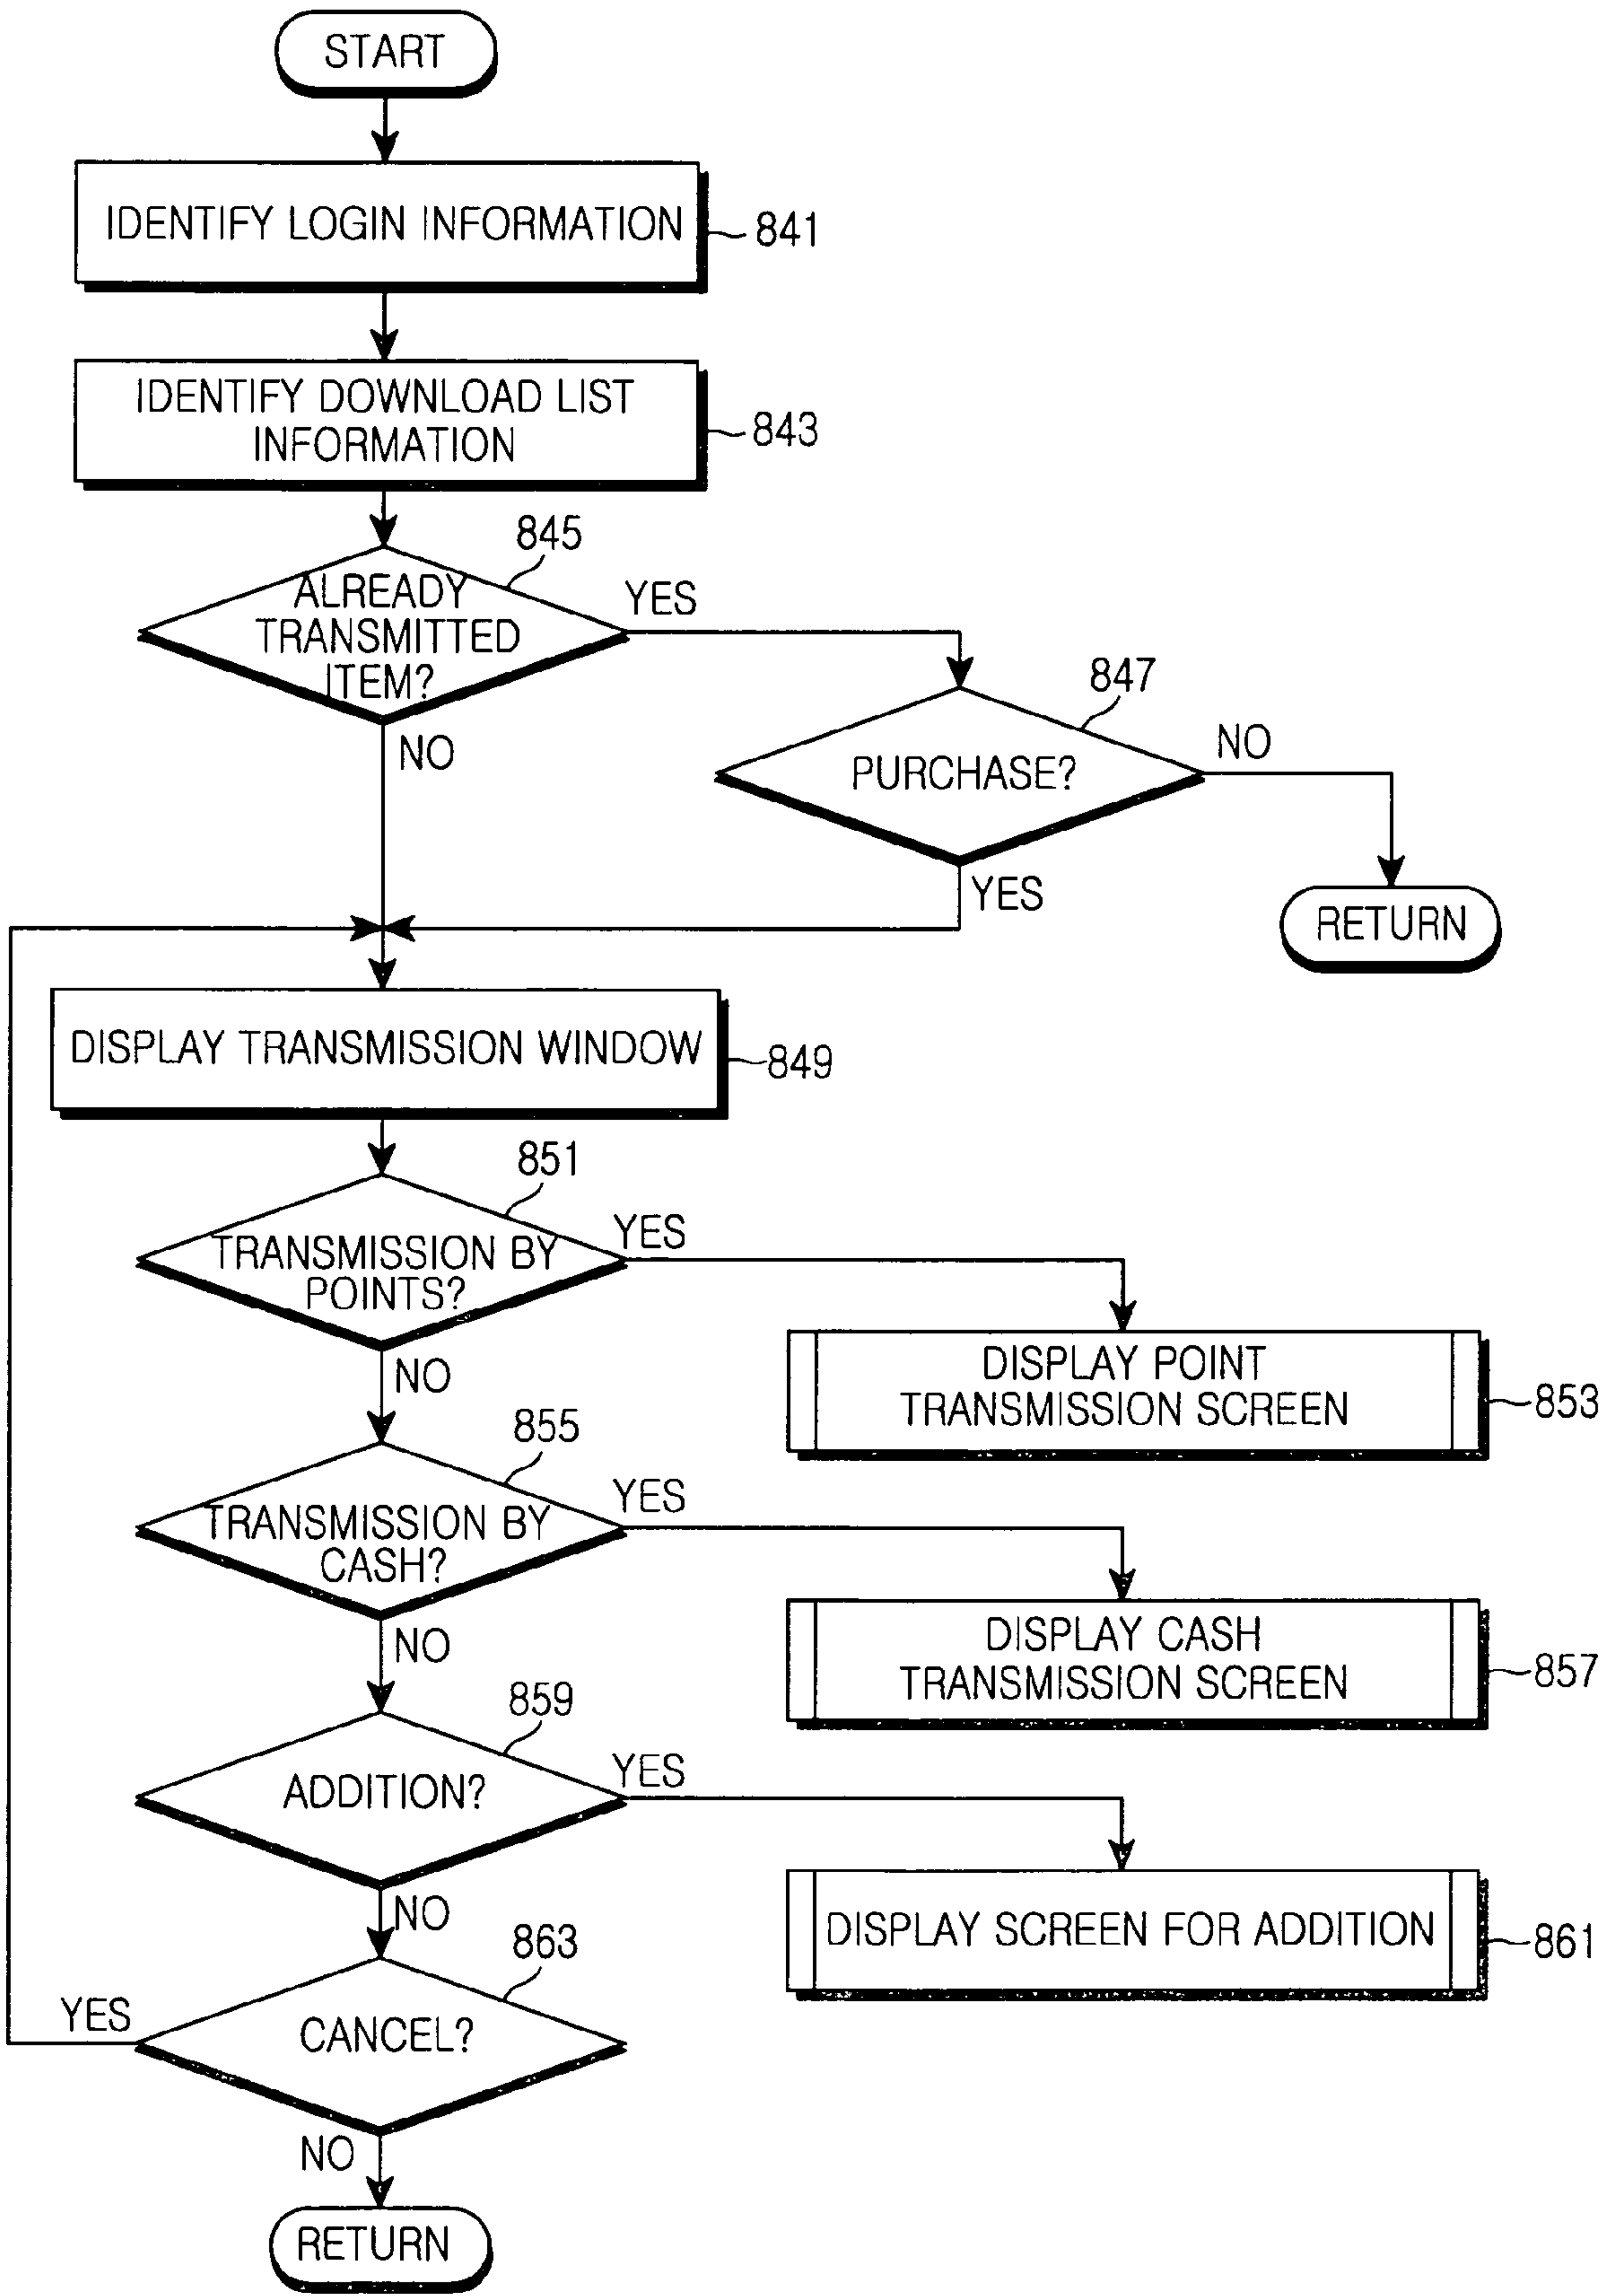 START
IDENTIFY LOGIN INFORMATION
841
IDENTIFY DOWNLOAD LIST
INFORMATION
843
845
ALREADY
TRANSMITTED
ITEM?
YES
NO
847
PURCHASE?
NO
YES
RETURN
DISPLAY TRANSMISSION WINDOW
849
851
TRANSMISSION BY
POINTS?
YES
NO
DISPLAY POINT
TRANSMISSION SCREEN
853
855
TRANSMISSION BY
CASH?
YES
NO
DISPLAY CASH
TRANSMISSION SCREEN
857
859
ADDITION?
YES
NO
DISPLAY SCREEN FOR ADDITION
861
863
CANCEL?
YES
NO
RETURN